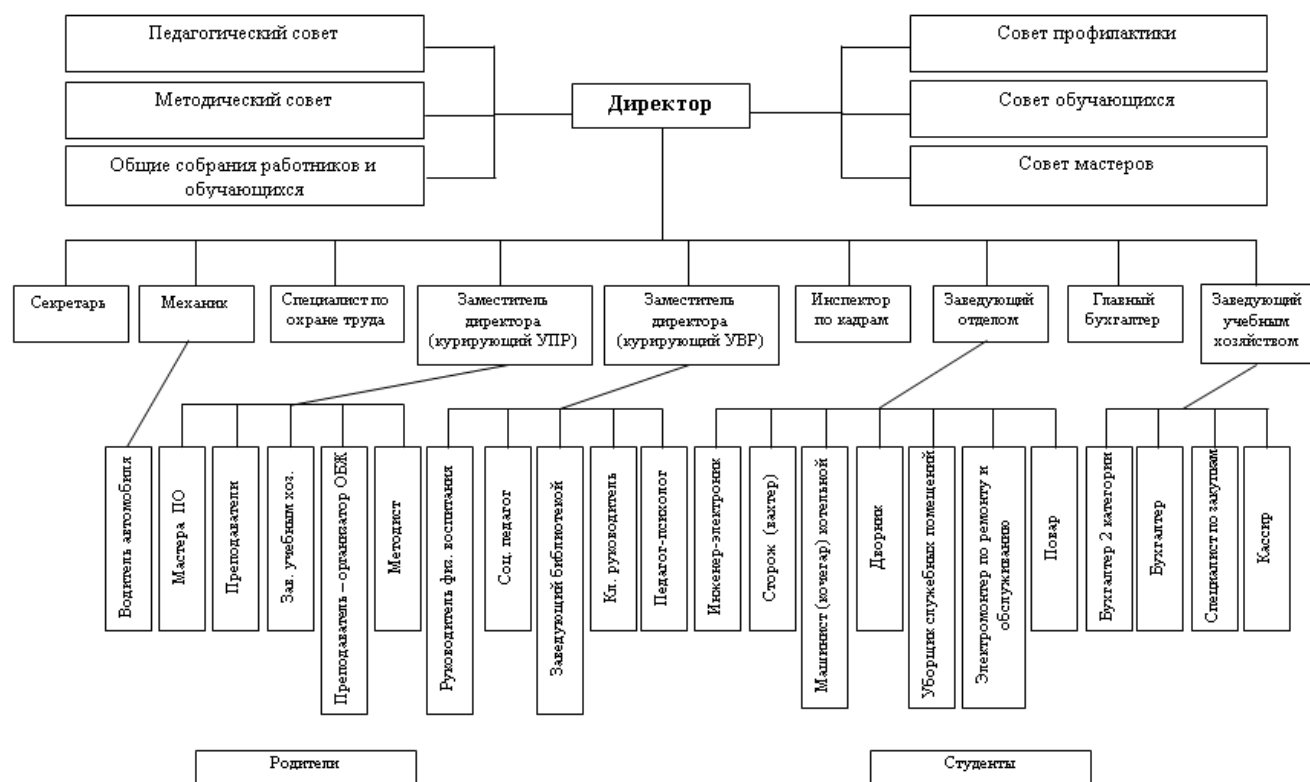 Педагогический совет
Совет профилактики
Директор
Методический совет
Совет обучающихся
Общие собрания работников и
обучающихся
Совет мастеров
Секретарь
Механик
Специалист по
охране труда
Заместитель
директора
(курирующий УПР)
Заместитель
директора
(курирующий УВР)
Инспектор
по кадрам
Заведующий
отделом
Главный
бухгалтер
Заведующий
учебным
хозяйством
Водитель автомобиля
Мастера ПО
Преподаватели
Зав. учебным хоз.
Преподаватель – организатор ОБЖ
Методист
Руководитель физ. воспитания
Соц. педагог
Заведующий библиотекой
Кл. руководитель
Педагог-психолог
Инженер-электроник
Сторож (вахтер)
Машинист (кочегар) котельной
Дворник
Уборщик служебных помещений
Электромонтер по ремонту и
обслуживанию
Повар
Бухгалтер 2 категории
Бухгалтер
Специалист по закупкам
Кассир
Родители
Студенты